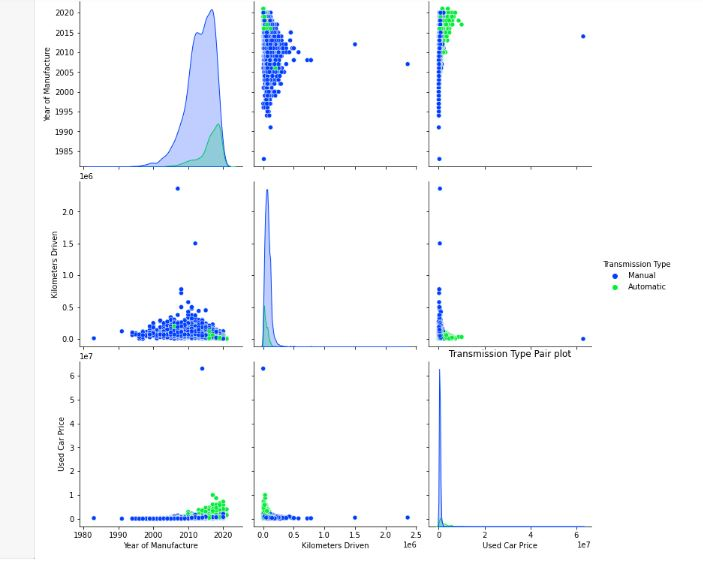 2020
2015
2010
2005
2000
1995
1990
1985
Year of Manufacture
1e6
2.0
1.5
1.0
0.5
0.0
Kilometers Driven
Transmission Type
Manual
Automatic
1e7
Transmission Type Pair plot
6
5
4
3
2
1
0
Used Car Price
1980 1990 2000 2010 2020
Year of Manufacture
0.0 0.5 1.0 1.5 2.0 2.5
1e6
Kilometers Driven
0 2 4 6
1e7
Used Car Price